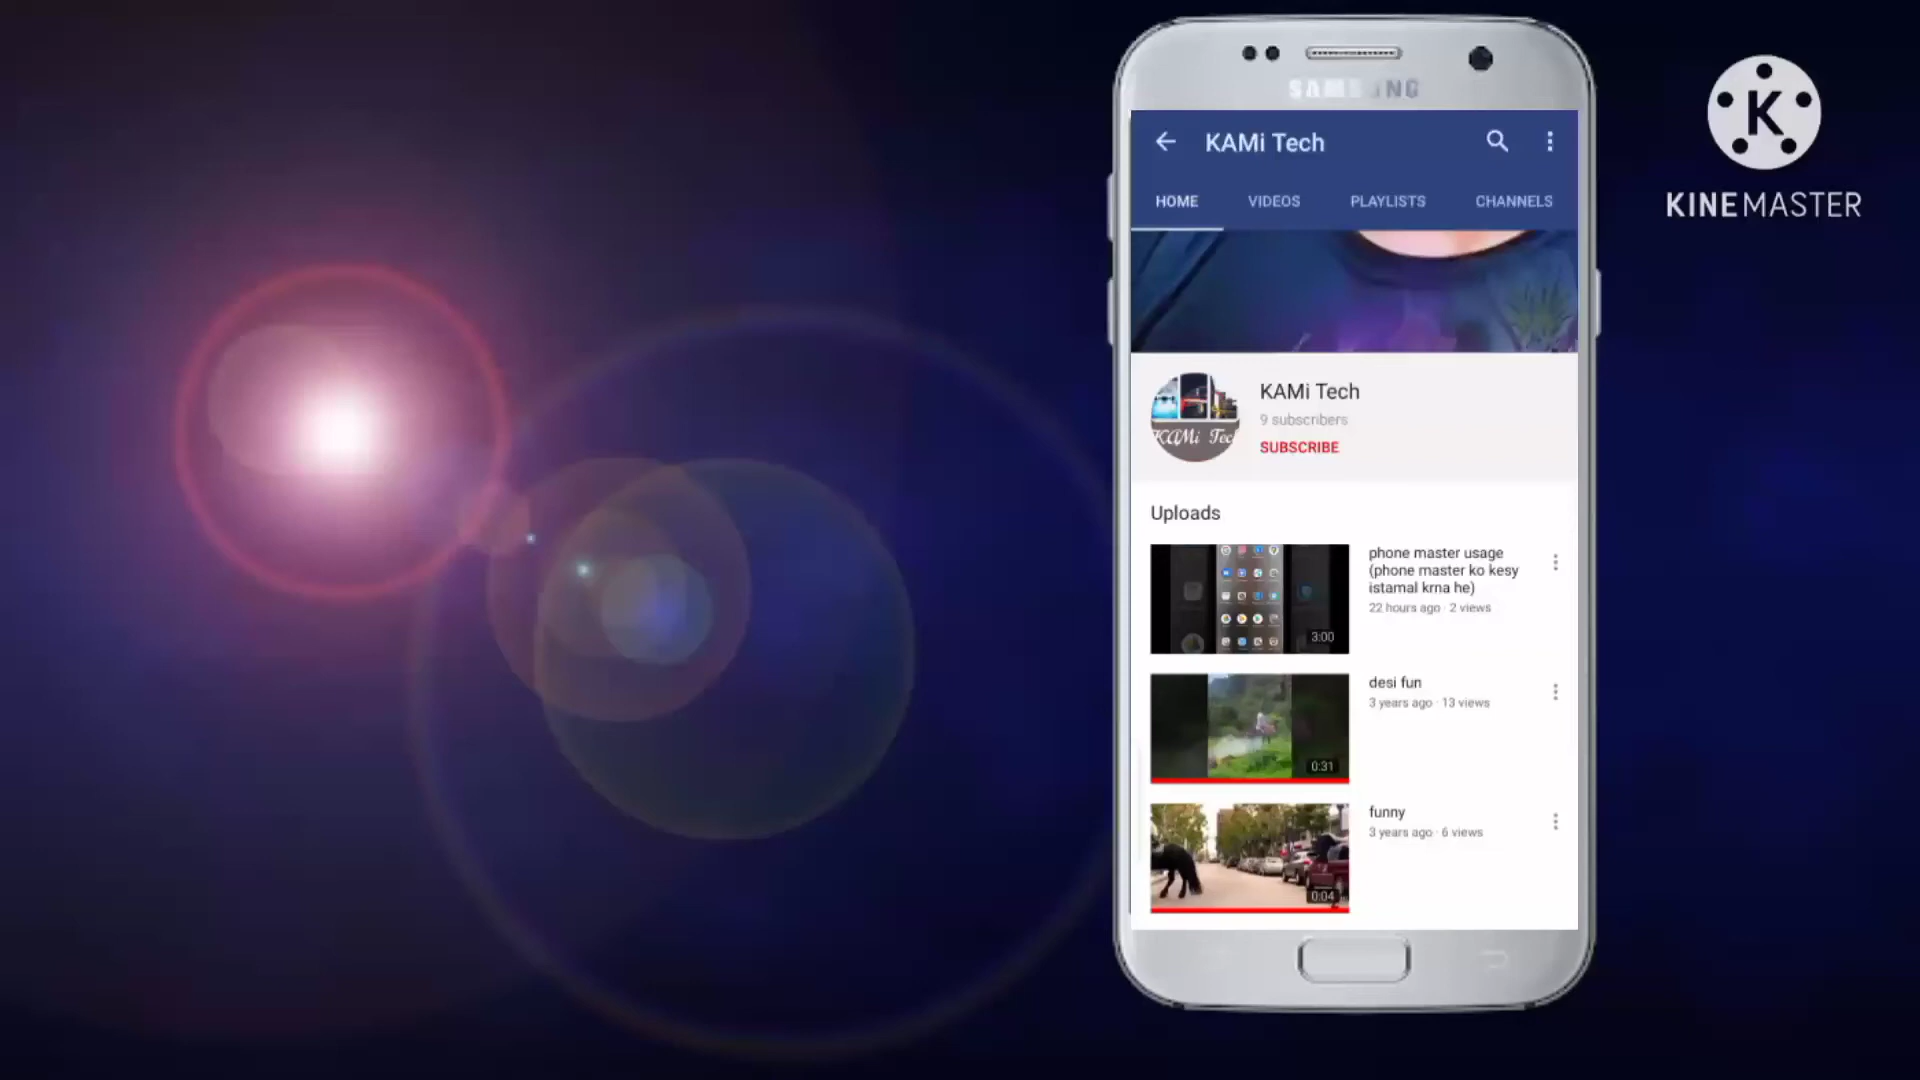 SAMSUNG
KAMi Tech
HOME VIDEOS PLAYLISTS CHANNELS
KAMi Tech
9 subscribers
SUBSCRIBE
KAMi Tec
Uploads
phone master usage
(phone master ko kesy
istamal krna he)
22 hours ago · 2 views
3:00
desi fun
3 years ago · 13 views
0:31
funny
3 years ago · 6 views
0:04
K
KINEMASTER